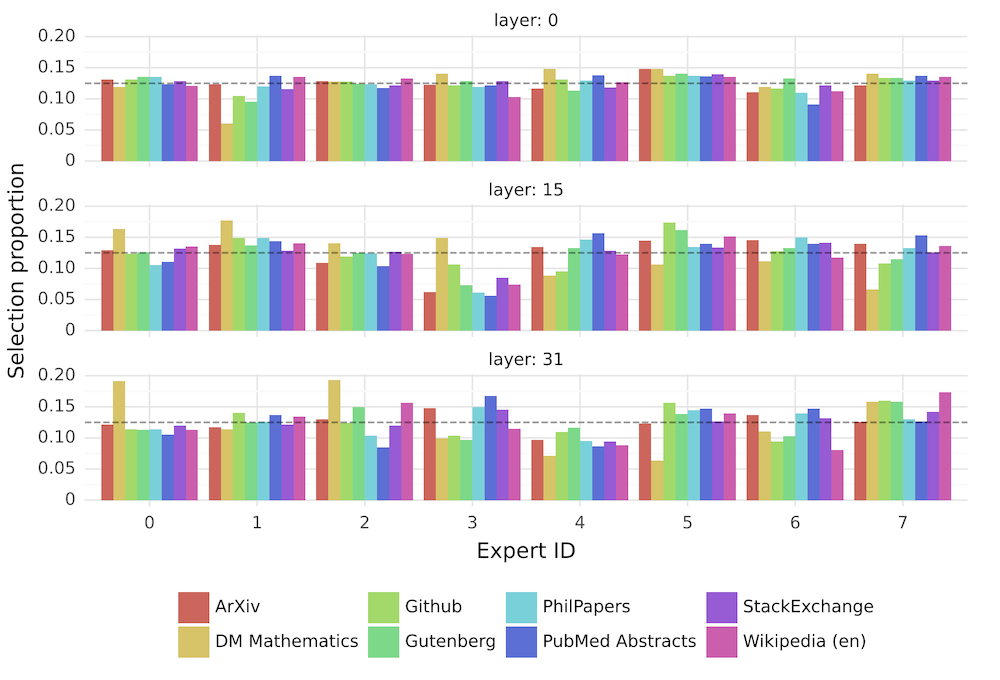 layer: 0
0.20
0.15
0.10
0.05
0
layer: 15
0.20
0.15
0.10
0.05
0
layer: 31
0.20
0.15
0.10
0.05
0
Selection proportion
0 1 2 3 4 5 6 7
Expert ID
ArXiv Github PhilPapers StackExchange
DM Mathematics Gutenberg PubMed Abstracts Wikipedia (en)